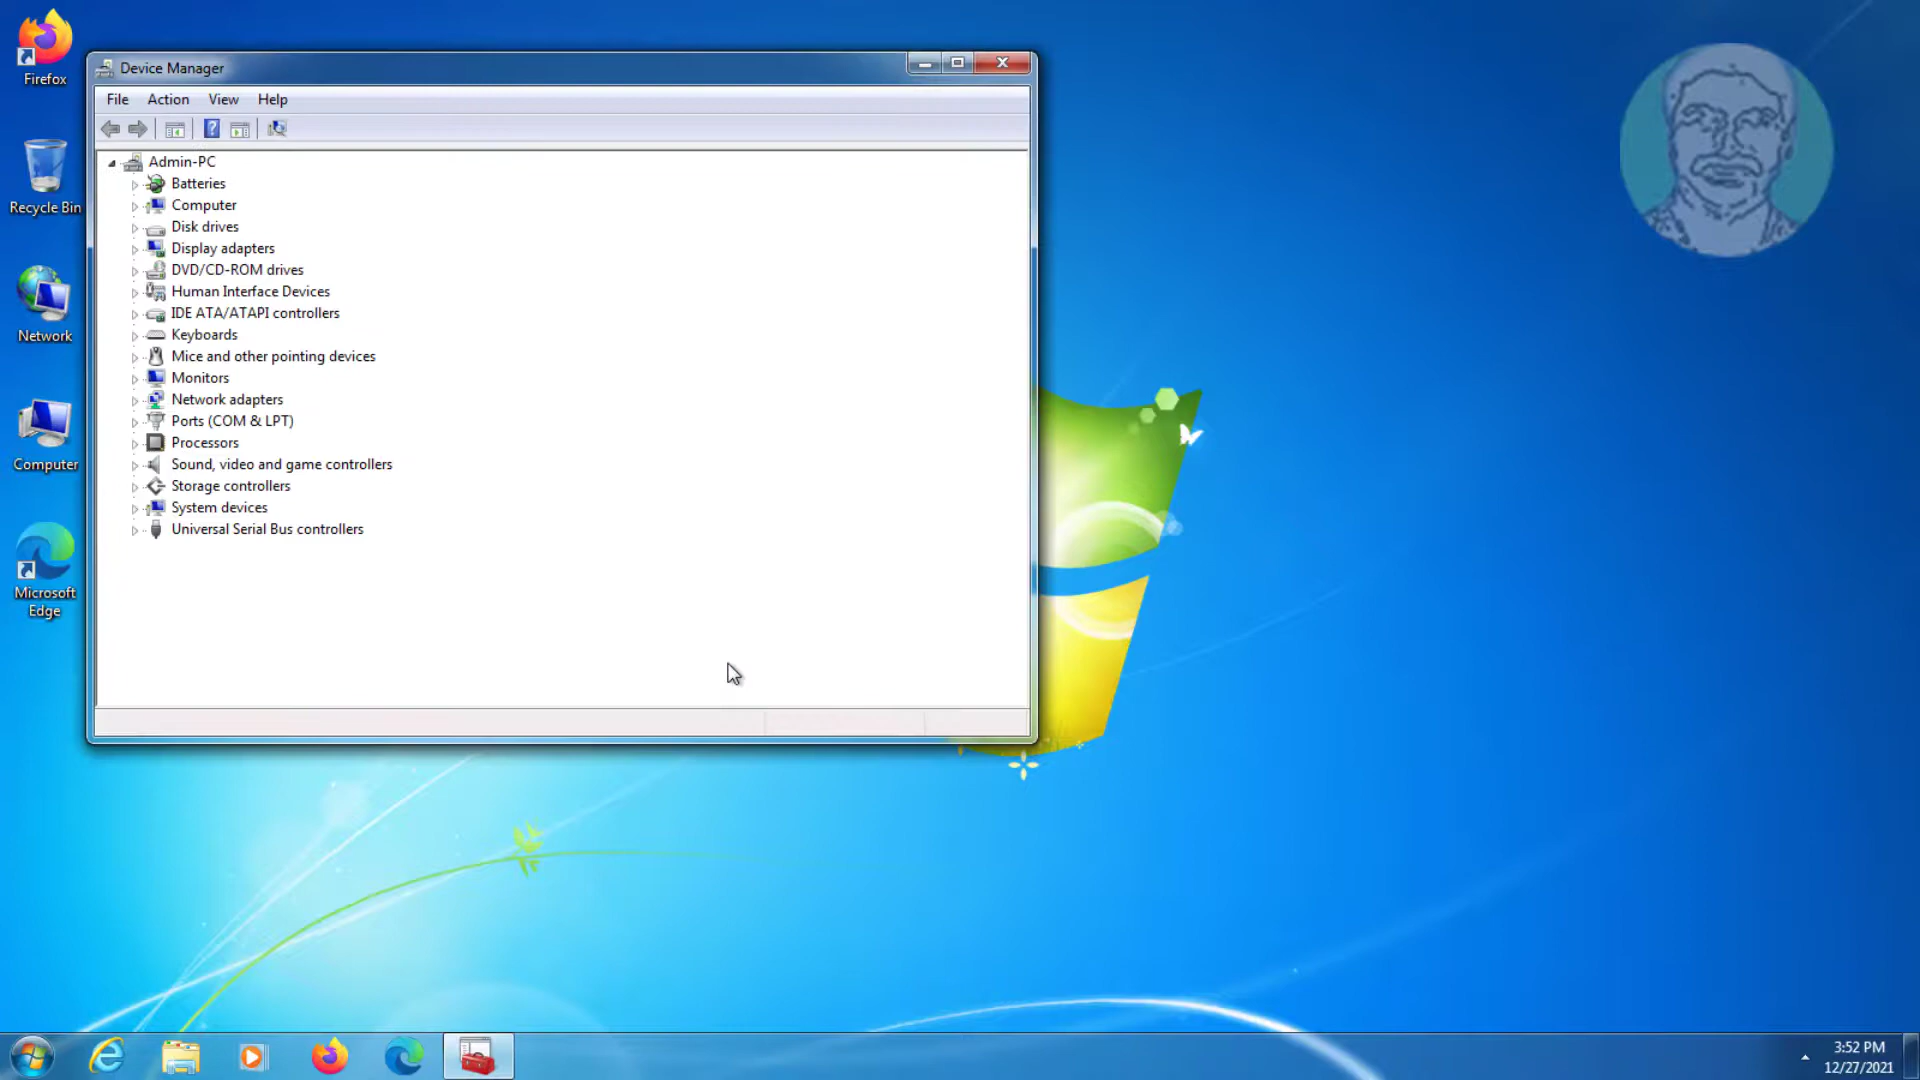 Firefox
Recycle Bin
Network
Computer
Microsoft
Edge
Device Manager
File Action View Help
Admin-PC
Batteries
Computer
Disk drives
Display adapters
DVD/CD-ROM drives
Human Interface Devices
IDE ATA/ATAPI controllers
Keyboards
Mice and other pointing devices
Monitors
Network adapters
Ports (COM & LPT)
Processors
Sound, video and game controllers
Storage controllers
System devices
Universal Serial Bus controllers
3:52 PM
12/27/2021